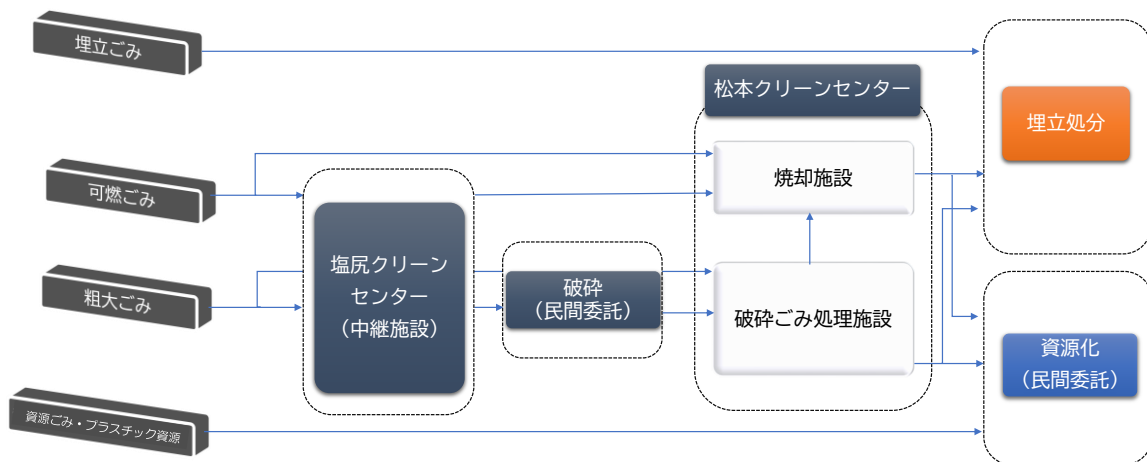 埋立ごみ
松本クリーンセンター
埋立処分
可燃ごみ
焼却施設
塩尻クリーン
センター
（中継施設）
粗大ごみ
破砕
（民間委託）
破砕ごみ処理施設
資源化
（民間委託）
資源ごみ・プラスチック資源